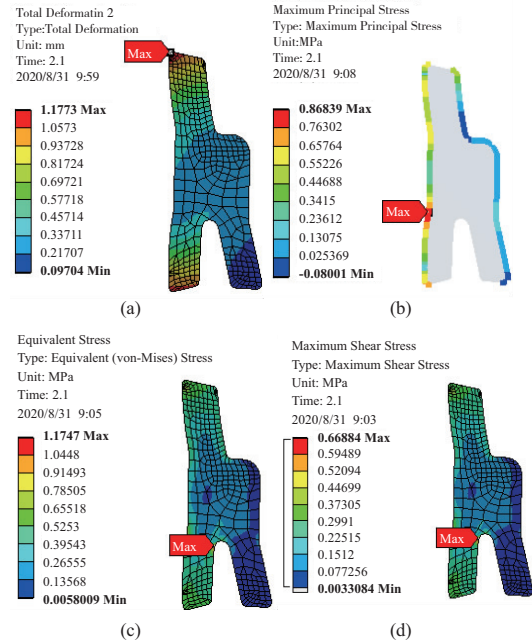 Total Deformatin 2
Type:Total Deformation
Unit: mm
Time: 2.1
2020/8/31 9:59
Max
1.1773 Max
1.0573
0.93728
0.81724
0.69721
0.57718
0.45714
0.33711
0.21707
0.09704 Min
(a)
Maximum Principal Stress
Type: Maximum Principal Stress
Unit:MPa
Time: 2.1
2020/8/31 9:08
0.86839 Max
0.76302
0.65764
0.55226
0.44688
0.3415
0.23612
0.13075
0.025369
-0.08001 Min
Max
(b)
Equivalent Stress
Type: Equivalent (von-Mises) Stress
Unit: MPa
Time: 2.1
2020/8/31 9:05
1.1747 Max
1.0448
0.91493
0.78505
0.65518
0.5253
0.39543
0.26555
0.13568
0.0058009 Min
Max
(c)
Maximum Shear Stress
Type: Maximum Shear Stress
Unit: MPa
Time: 2.1
2020/8/31 9:03
0.66884 Max
0.59489
0.52094
0.44699
0.37305
0.2991
0.22515
0.1512
0.077256
0.0033084 Min
Max
(d)